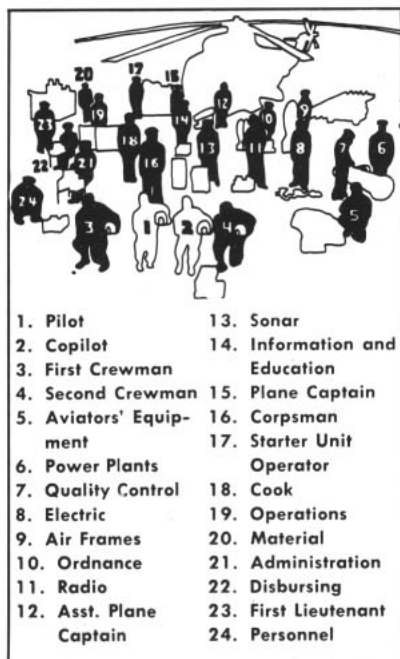 20 17 15
23 19 18 14 12 10 9
22 21 16 13 11 8 7 6
24 3 1 2 4 5
1. Pilot
2. Copilot
3. First Crewman
4. Second Crewman
5. Aviators' Equip-
ment
6. Power Plants
7. Quality Control
8. Electric
9. Air Frames
10. Ordnance
11. Radio
12. Asst. Plane
Captain
13. Sonar
14. Information and
Education
15. Plane Captain
16. Corpsman
17. Starter Unit
Operator
18. Cook
19. Operations
20. Material
21. Administration
22. Disbursing
23. First Lieutenant
24. Personnel